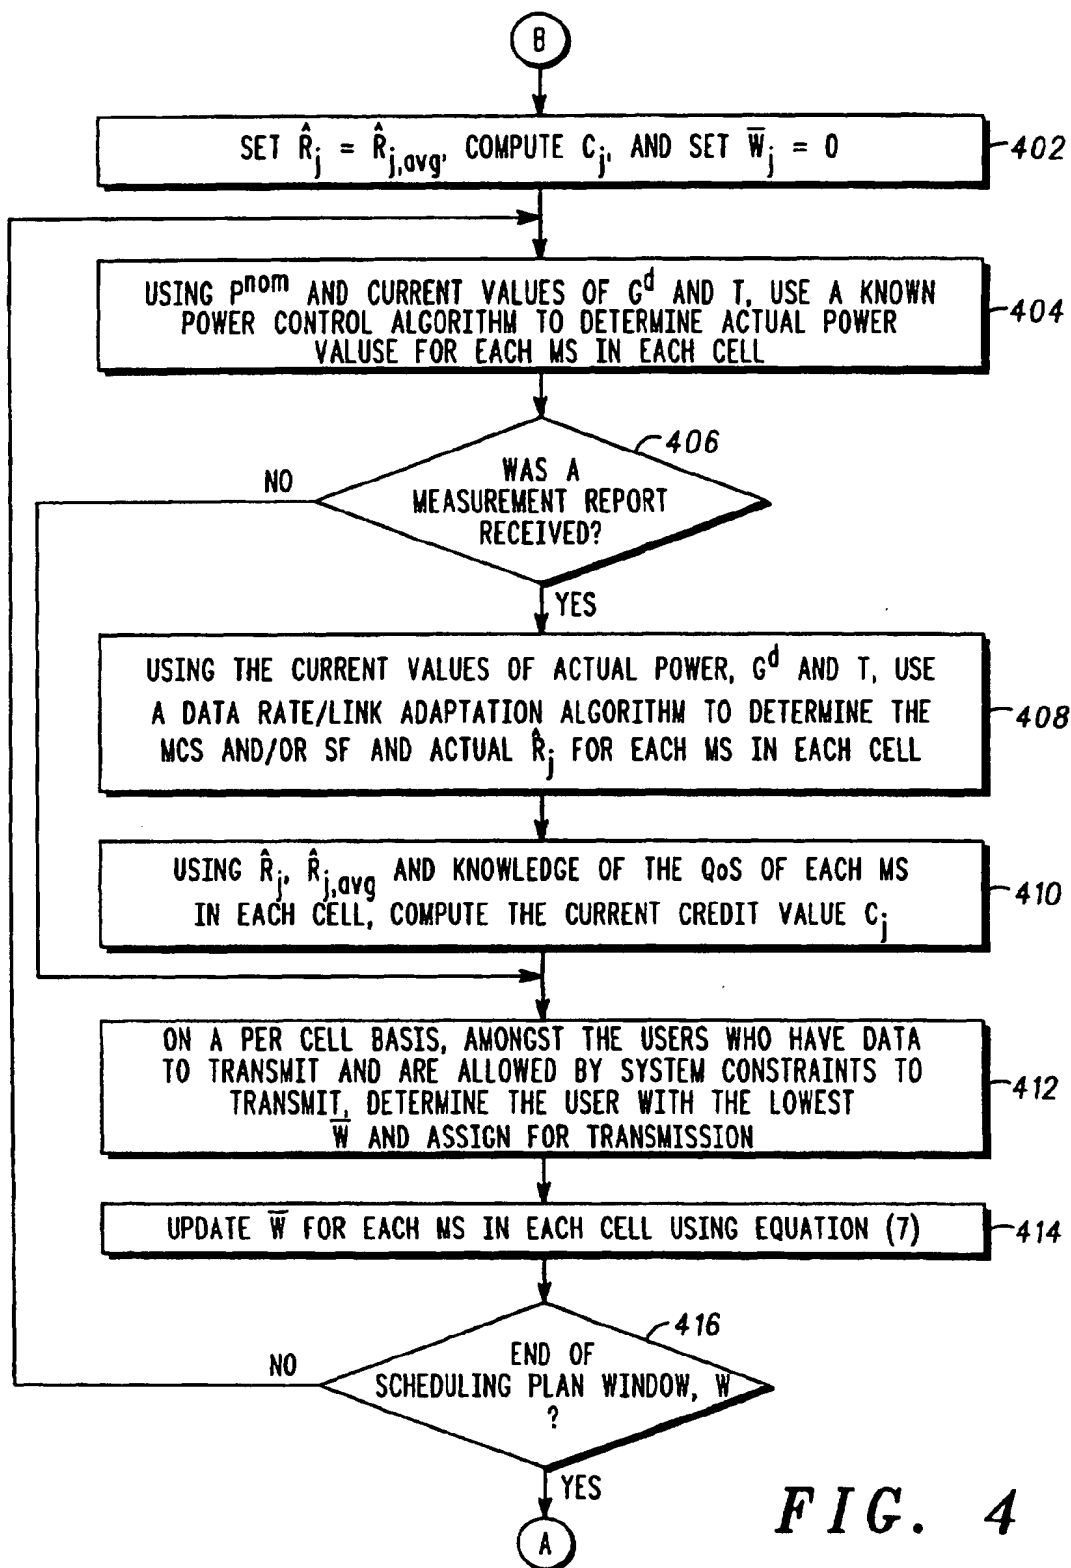 B
SET R̂j = R̂j,avg, COMPUTE Cj, AND SET W̄j = 0
402
USING Pnom AND CURRENT VALUES OF Gd AND T, USE A KNOWN
POWER CONTROL ALGORITHM TO DETERMINE ACTUAL POWER
VALUSE FOR EACH MS IN EACH CELL
404
406
WAS A
MEASUREMENT REPORT
RECEIVED?
NO
YES
USING THE CURRENT VALUES OF ACTUAL POWER, Gd AND T, USE
A DATA RATE/LINK ADAPTATION ALGORITHM TO DETERMINE THE
MCS AND/OR SF AND ACTUAL R̂j FOR EACH MS IN EACH CELL
408
USING R̂j, R̂j,avg AND KNOWLEDGE OF THE QoS OF EACH MS
IN EACH CELL, COMPUTE THE CURRENT CREDIT VALUE Cj
410
ON A PER CELL BASIS, AMONGST THE USERS WHO HAVE DATA
TO TRANSMIT AND ARE ALLOWED BY SYSTEM CONSTRAINTS TO
TRANSMIT, DETERMINE THE USER WITH THE LOWEST
W̄ AND ASSIGN FOR TRANSMISSION
412
UPDATE W̄ FOR EACH MS IN EACH CELL USING EQUATION (7)
414
416
END OF
SCHEDULING PLAN WINDOW, W
?
NO
YES
A
FIG. 4